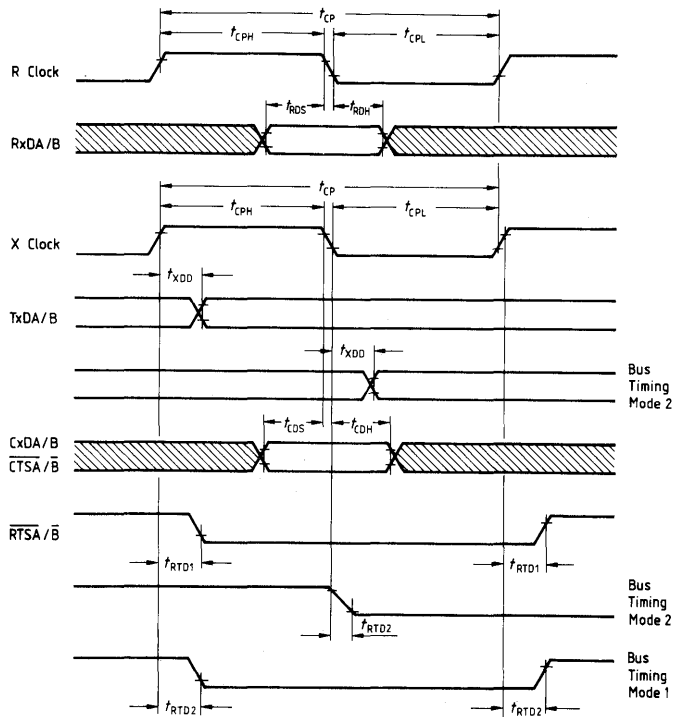 tCP
tCPH tCPL
R Clock
tRDS tRDH
RxDA/B
tCP
tCPH tCPL
X Clock
tXDD
TxDA/B
tXDD
Bus
Timing
Mode 2
tCDS tCDH
CxDA/B
CTSA/B
RTSA/B
tRTD1 tRTD1
Bus
Timing
Mode 2
tRTD2
Bus
Timing
Mode 1
tRTD2 tRTD2